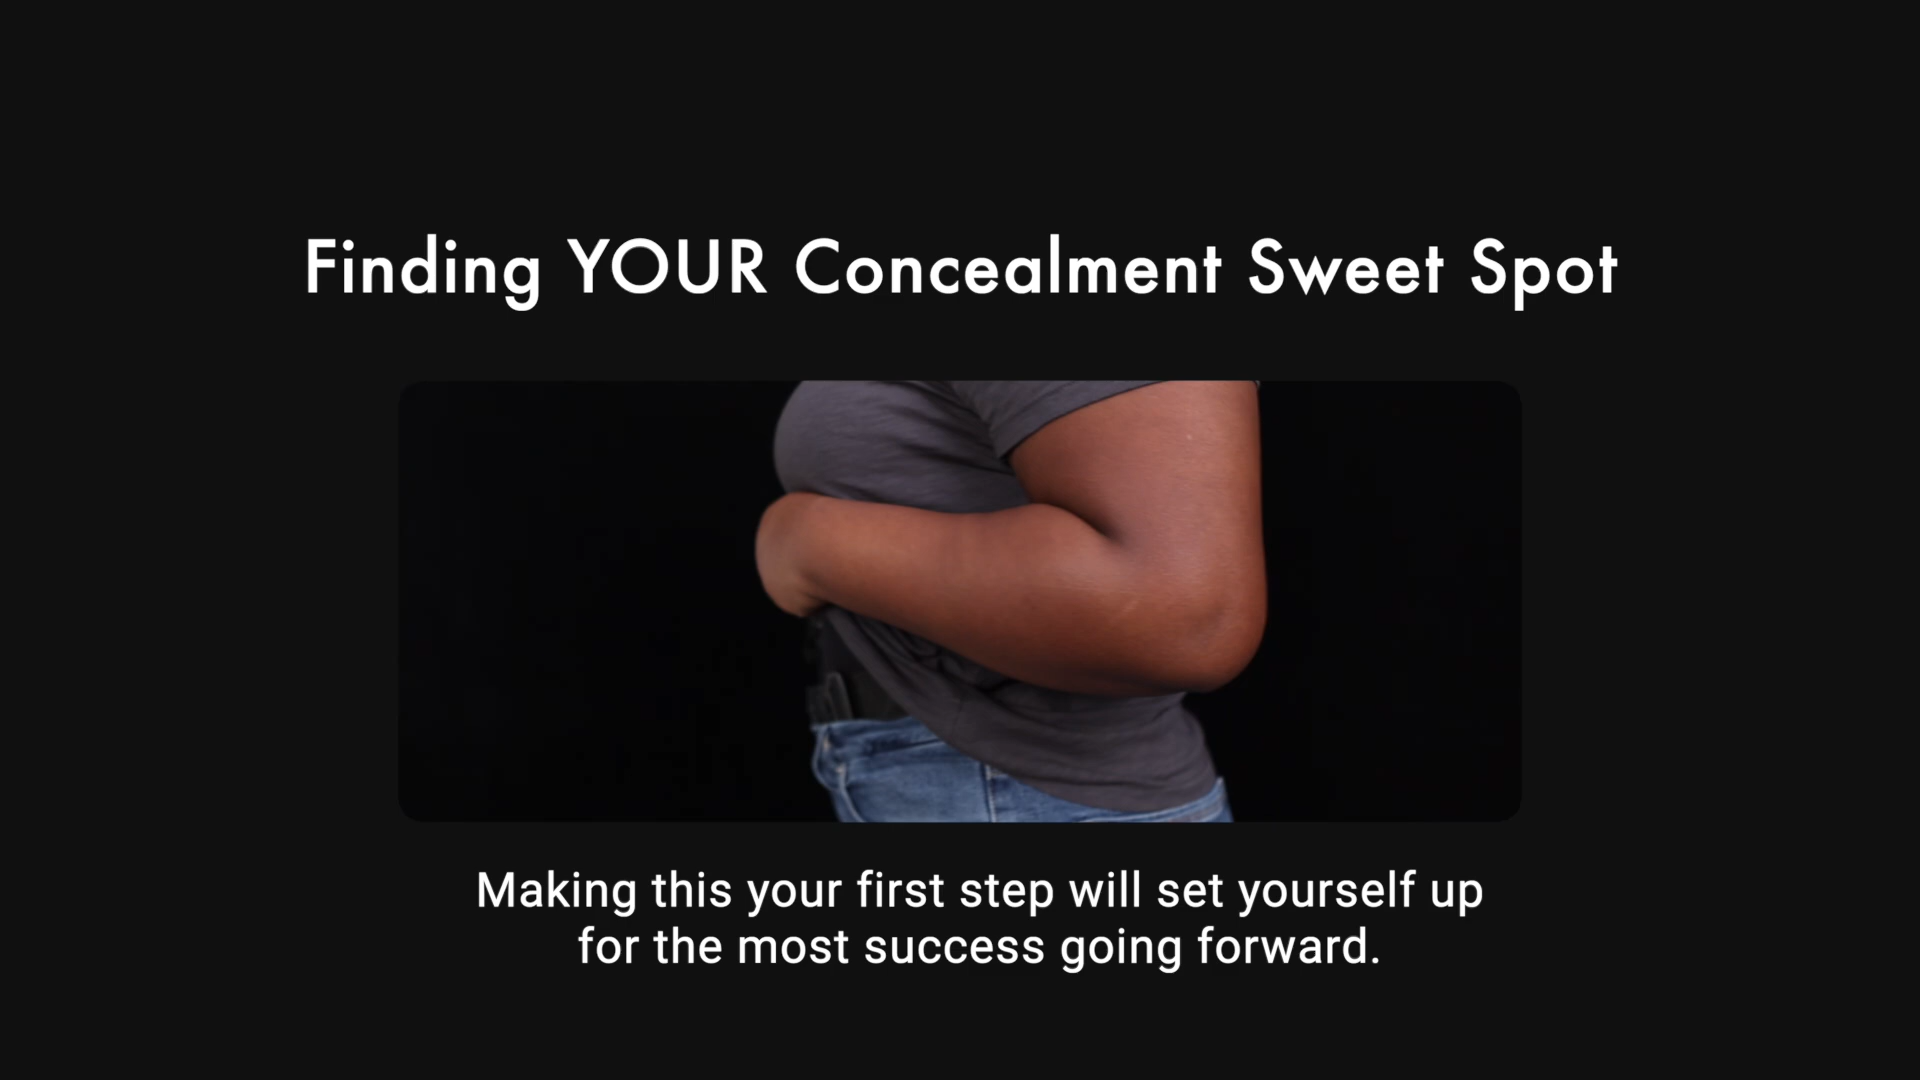 Finding YOUR Concealment Sweet Spot
Making this your first step will set yourself up
for the most success going forward.